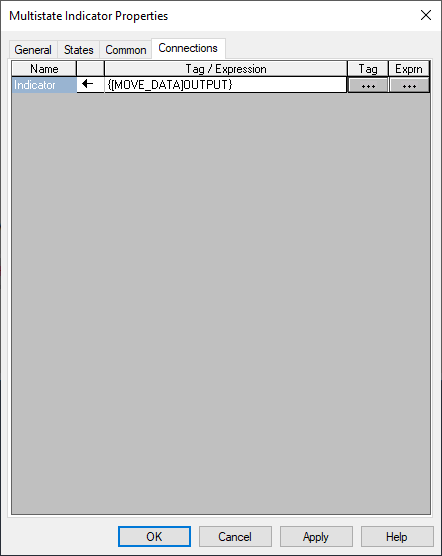 Multistate Indicator Properties
General States Common Connections
Name Tag / Expression Tag Exprn
Indicator {[MOVE_DATA]OUTPUT} ... ...
OK Cancel Apply Help